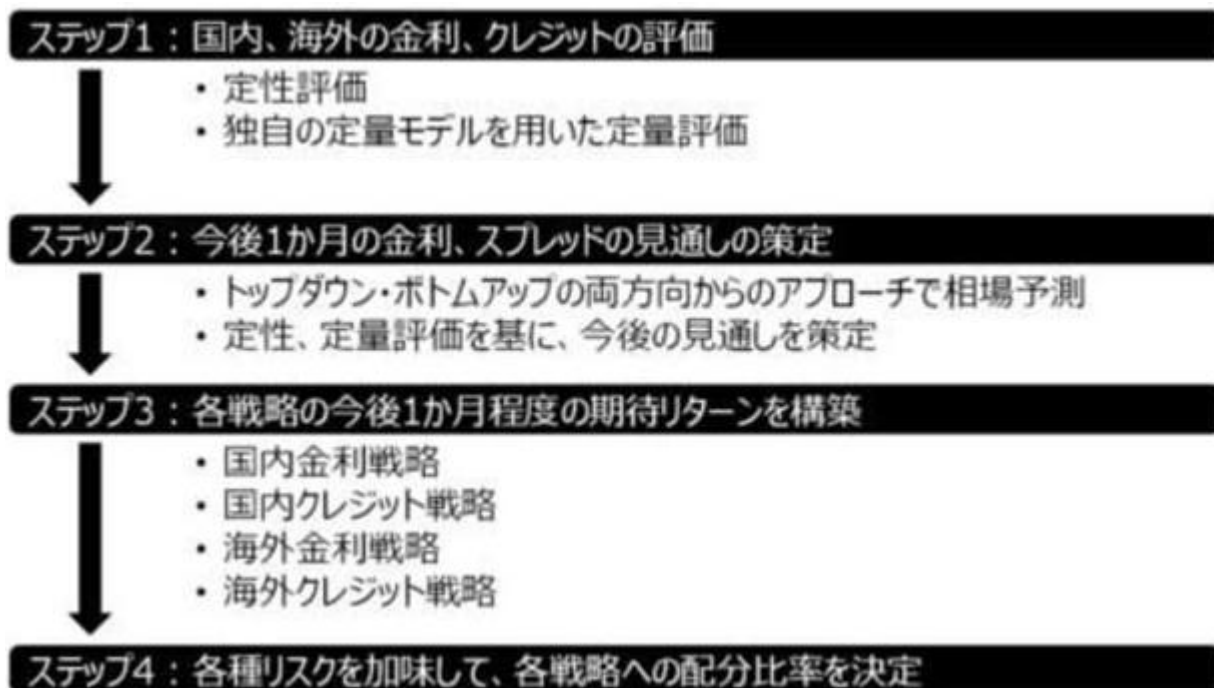 ステップ1：国内、海外の金利、クレジットの評価
・定性評価
・独自の定量モデルを用いた定量評価
ステップ2：今後1か月の金利、スプレッドの見通しの策定
・トップダウン・ボトムアップの両方向からのアプローチで相場予測
・定性、定量評価を基に、今後の見通しを策定
ステップ3：各戦略の今後1か月程度の期待リターンを構築
・国内金利戦略
・国内クレジット戦略
・海外金利戦略
・海外クレジット戦略
ステップ4：各種リスクを加味して、各戦略への配分比率を決定